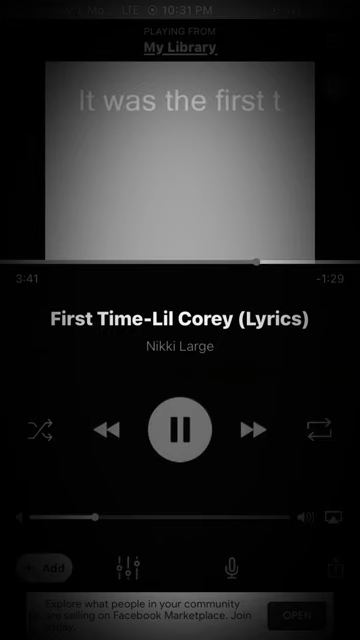 LTE 10:31 PM
PLAYING FROM
My Library
It was the first t
3:41
-1:29
First Time-Lil Corey (Lyrics)
Nikki Large
Add
Explore what people in your community
are selling on Facebook Marketplace. Join
OPEN